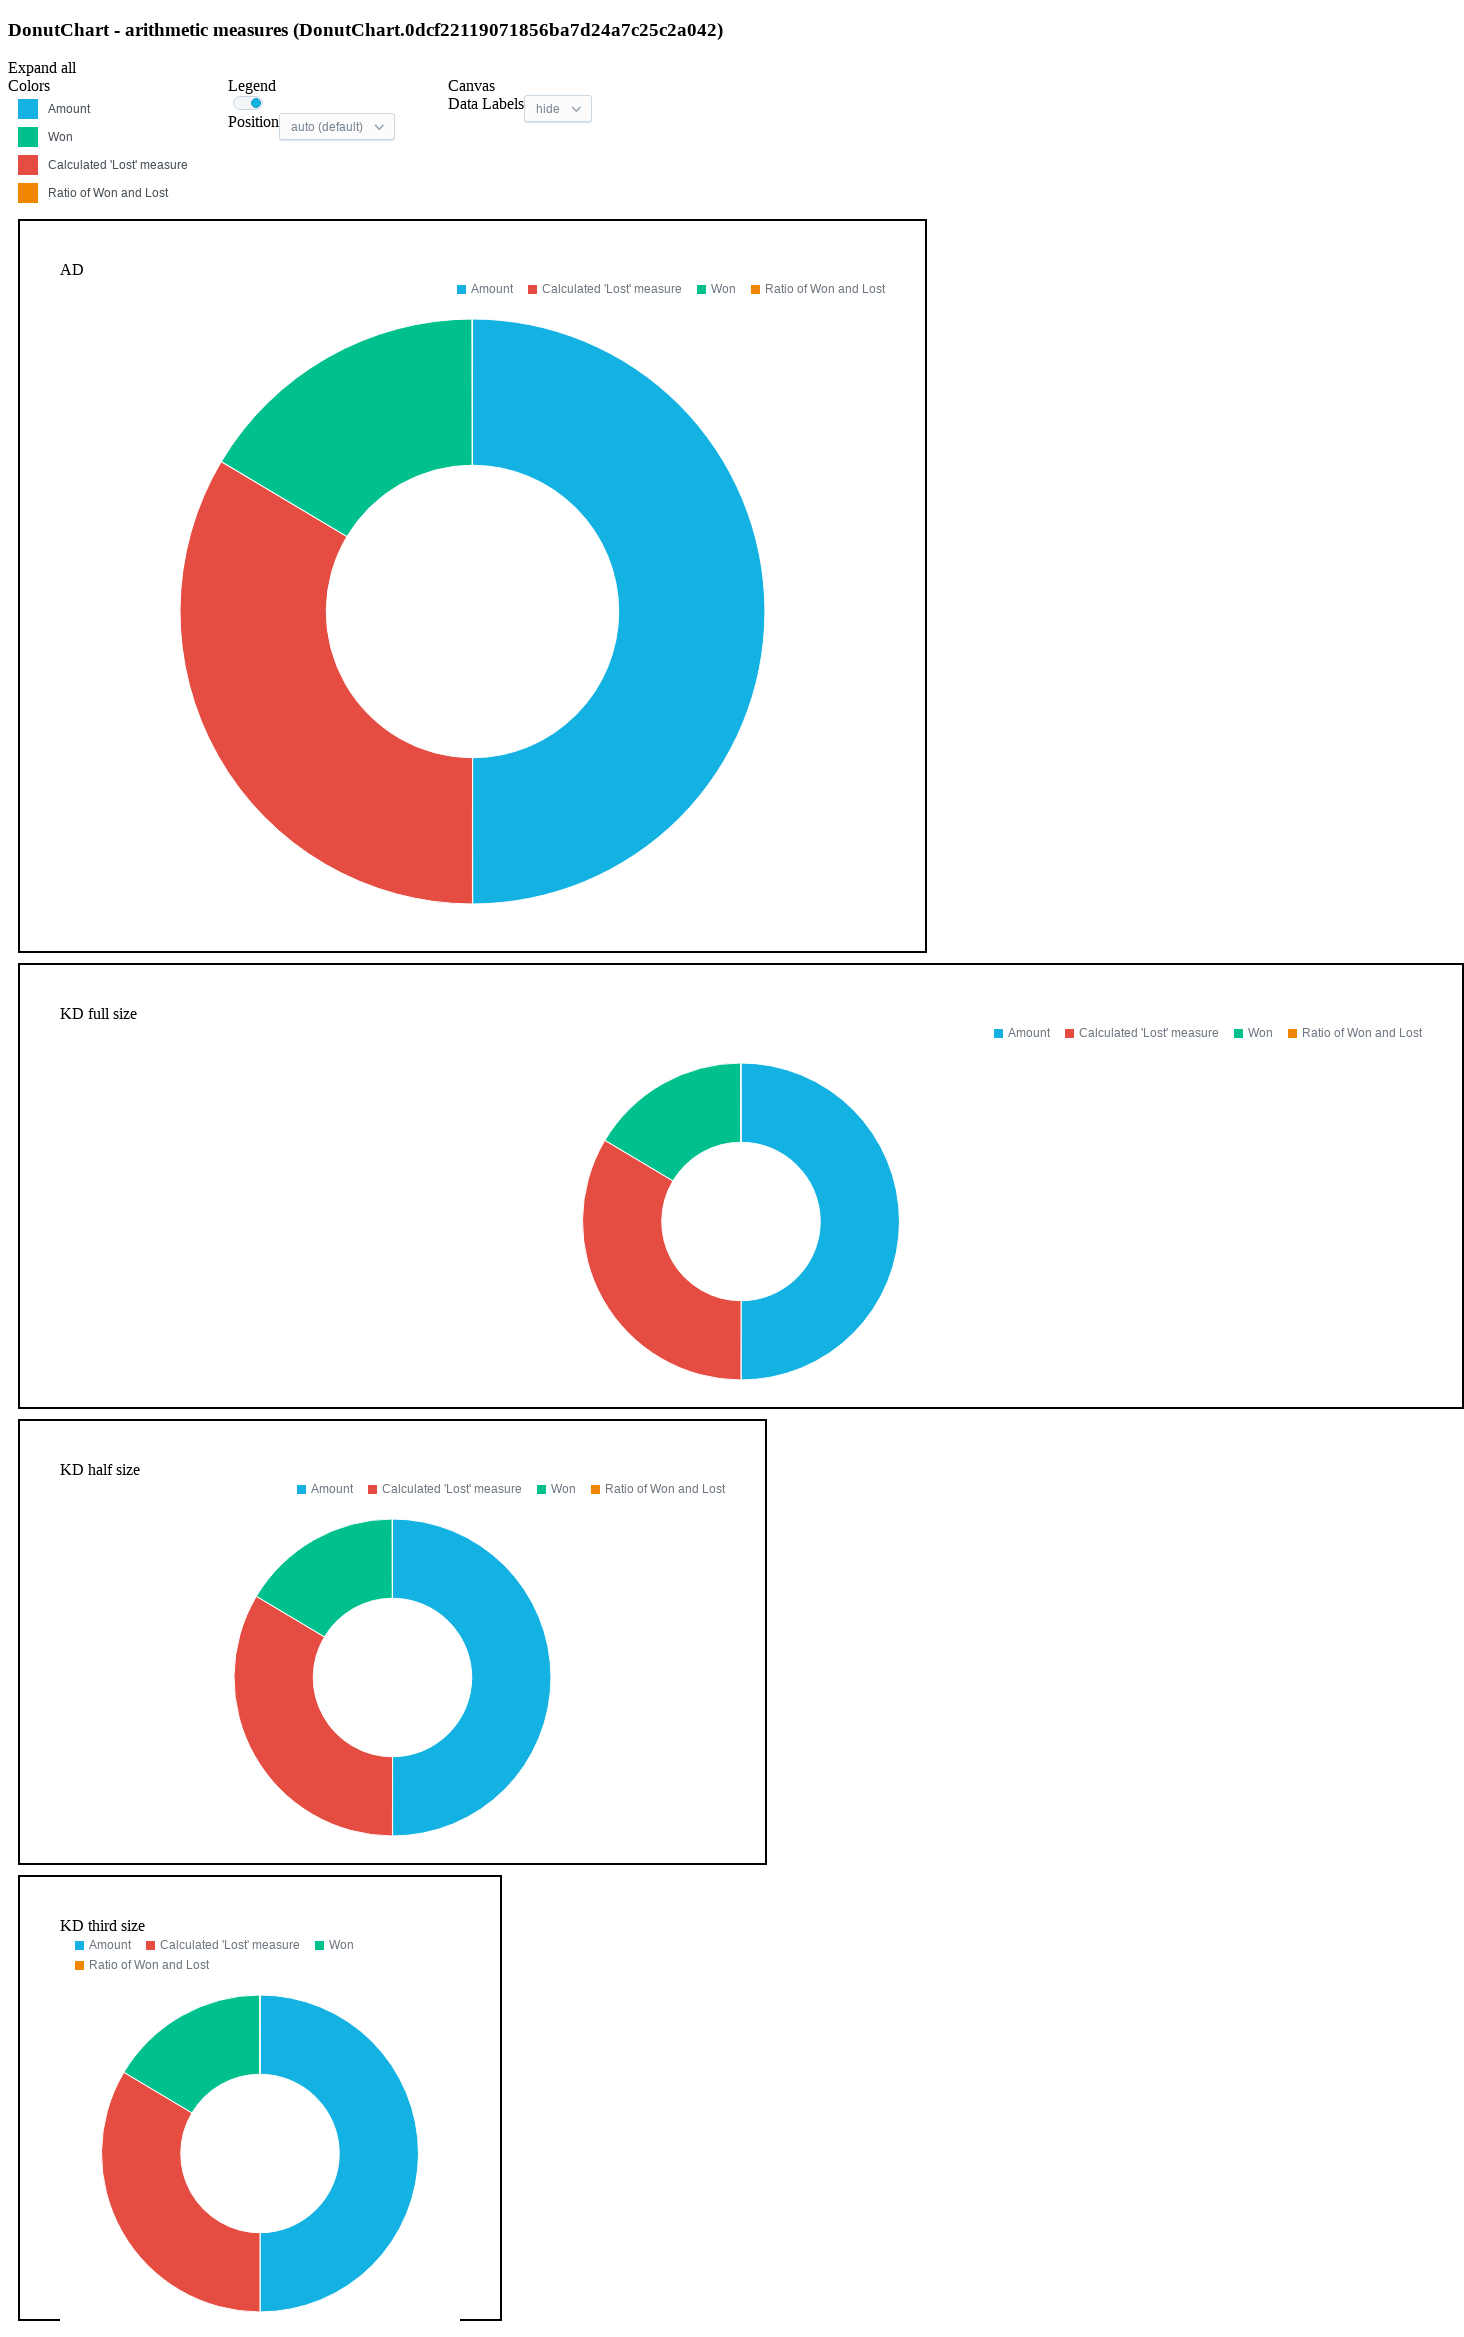 DonutChart - arithmetic measures (DonutChart.0dcf22119071856ba7d24a7c25c2a042)
Expand all
Colors
Amount
Won
Calculated 'Lost' measure
Ratio of Won and Lost
Legend
Position auto (default)
Canvas
Data Labels hide
AD
Amount Calculated 'Lost' measure Won Ratio of Won and Lost
KD full size
Amount Calculated 'Lost' measure Won Ratio of Won and Lost
KD half size
Amount Calculated 'Lost' measure Won Ratio of Won and Lost
KD third size
Amount Calculated 'Lost' measure Won
Ratio of Won and Lost